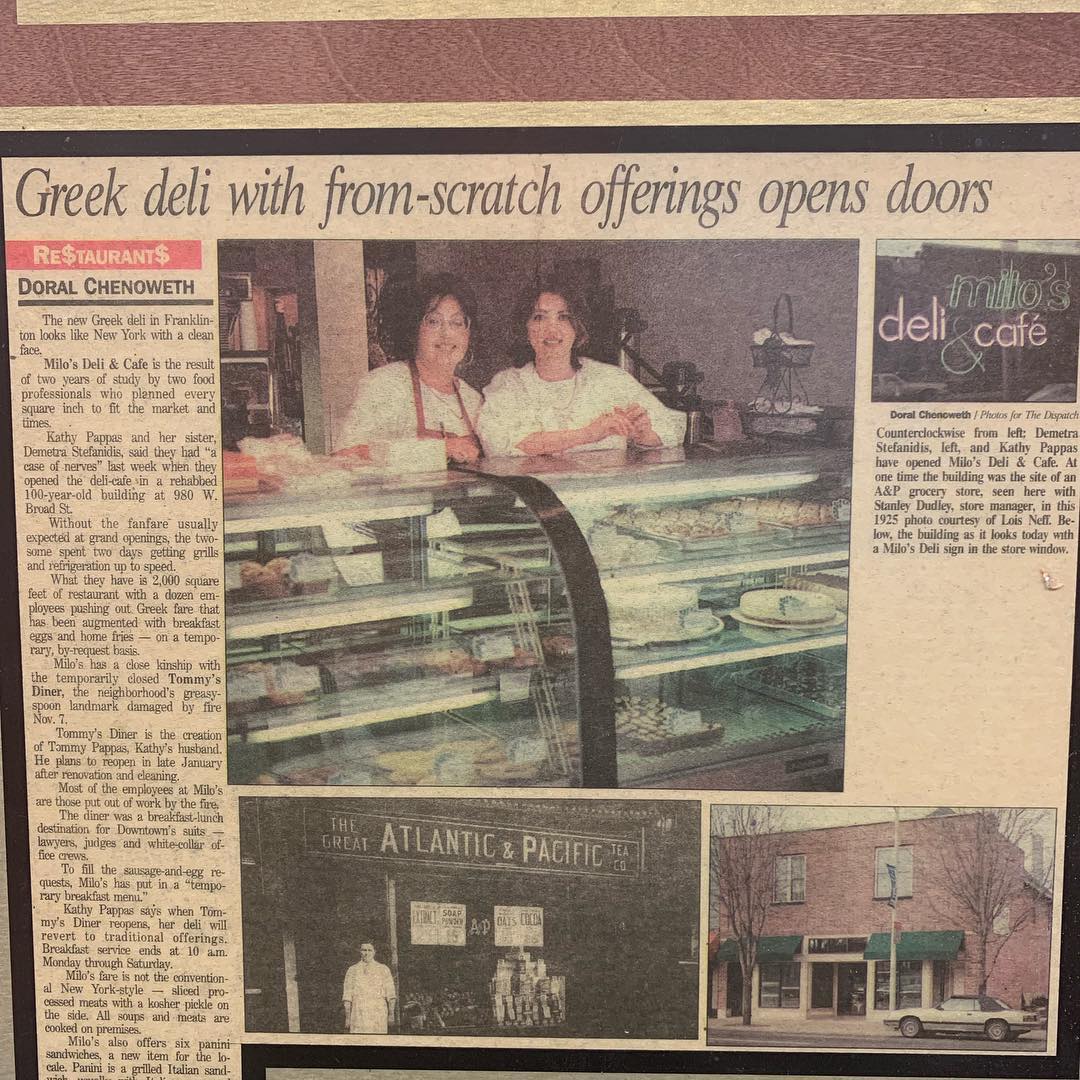 Greek deli with from-scratch offerings opens doors
RE$TAURANT$
DORAL CHENOWETH
The new Greek deli in Franklin-
ton looks like New York with a clean
face.
Milo's Deli & Cafe is the result
of two years of study by two food
professionals who planned every
square inch to fit the market and
times.
Kathy Pappas and her sister,
Demetra Stefanidis, said they had "a
case of nerves" last week when they
opened the deli-cafe in a rehabbed
100-year-old building at 980 W.
Broad St.
Without the fanfare usually
expected at grand openings, the two-
some spent two days getting grills
and refrigeration up to speed.
What they have is 2,000 square
feet of restaurant with a dozen em-
ployees pushing out Greek fare that
has been augmented with breakfast
eggs and home fries — on a tempo-
rary, by-request basis.
Milo's has a close kinship with
the temporarily closed Tommy's
Diner, the neighborhood's greasy-
spoon landmark damaged by fire
Nov. 7.
Tommy's Diner is the creation
of Tommy Pappas, Kathy's husband.
He plans to reopen in late January
after renovation and cleaning.
Most of the employees at Milo's
are those put out of work by the fire.
The diner was a breakfast-lunch
destination for Downtown's suits —
lawyers, judges and white-collar of-
fice crews.
To fill the sausage-and-egg re-
quests, Milo's has put in a "tempo-
rary breakfast menu."
Kathy Pappas says when Tom-
my's Diner reopens, her deli will
revert to traditional offerings.
Breakfast service ends at 10 a.m.
Monday through Saturday.
Milo's fare is not the convention-
al New York-style — sliced pro-
cessed meats with a kosher pickle on
the side. All soups and meats are
cooked on premises.
Milo's also offers six panini
sandwiches, a new item for the lo-
cale. Panini is a grilled Italian sand-
milo's
deli & café
Doral Chenoweth / Photos for The Dispatch
Counterclockwise from left: Demetra
Stefanidis, left, and Kathy Pappas
have opened Milo's Deli & Cafe. At
one time the building was the site of an
A&P grocery store, seen here with
Stanley Dudley, store manager, in this
1925 photo courtesy of Lois Neff. Be-
low, the building as it looks today with
a Milo's Deli sign in the store window.
THE GREAT ATLANTIC & PACIFIC TEA CO
EXTRACT SOAP POWDER
A&P
OATS COCOA